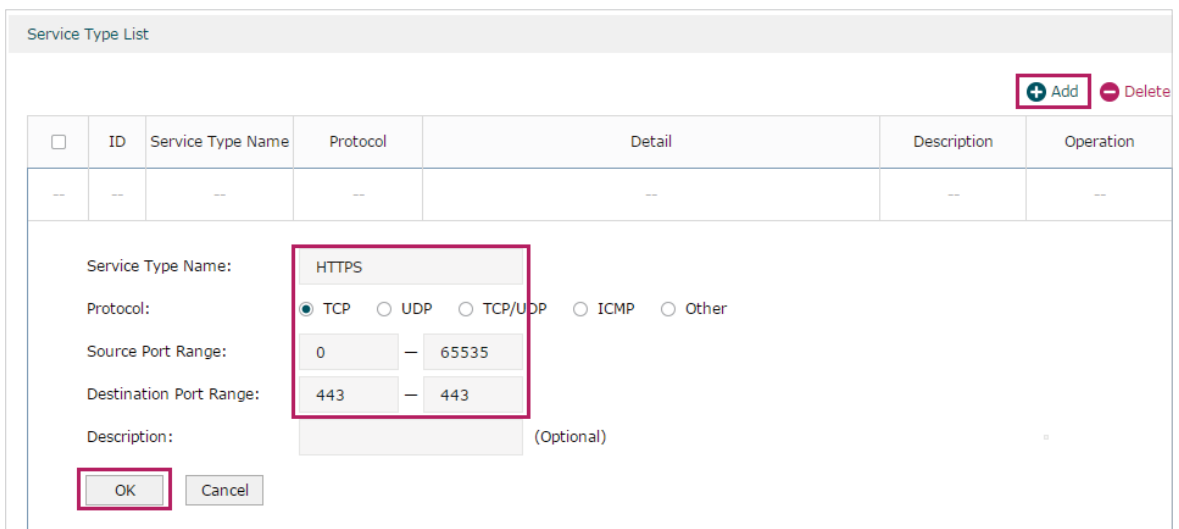 Service Type List
Add Delete
ID Service Type Name Protocol Detail Description Operation
-- -- -- -- -- -- --
Service Type Name: HTTPS
Protocol: TCP UDP TCP/UDP ICMP Other
Source Port Range: 0 — 65535
Destination Port Range: 443 — 443
Description: (Optional)
OK Cancel